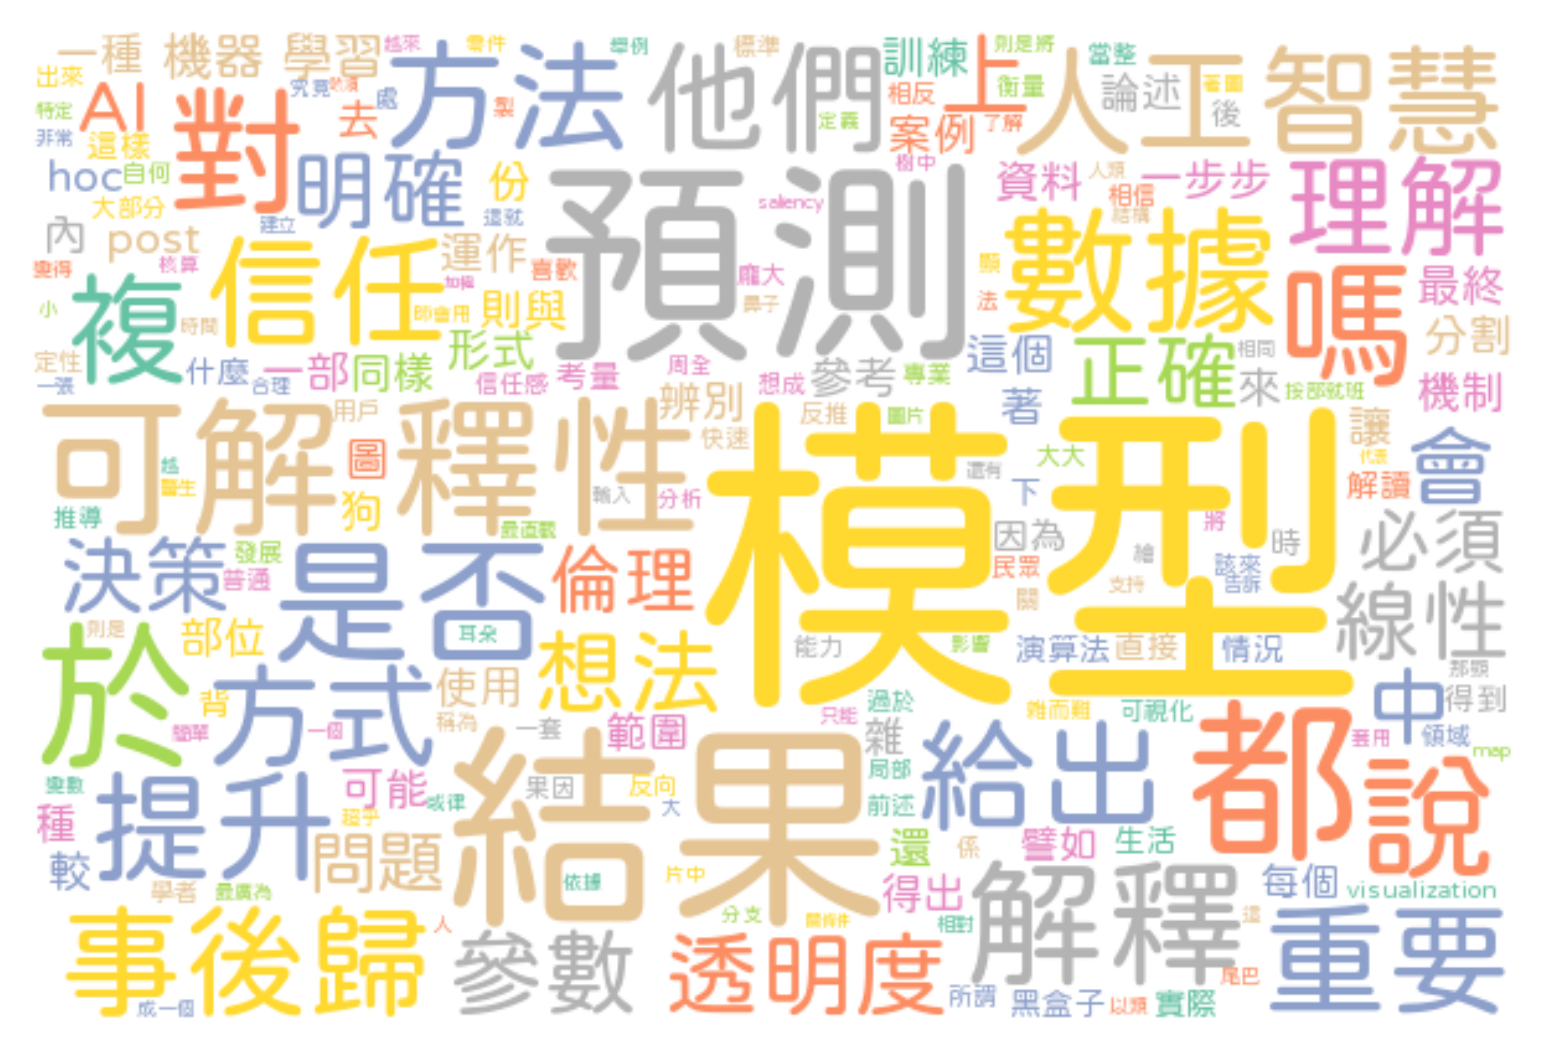 一種
機器
學習
越來
零件
方法
舉例
他們
標準
訓練
上
則是將
當整
人工智慧
出來
AI
究竟
處
製
去
對
相反
衡量
論述
著圖
後
特定
非常
這樣
定義
案例
了解
hoc
自何
明確
份
預測
樹中
資料
人類
一步步
理解
大部分
建立
這就
saliency
相信
結構
內
post
信任
運作
喜歡
龐大
顯
數據
嗎
最終
變得
核算
加權
複
小
時間
師會用
則與
鼻子
法
分割
定性
一張
什麼
合理
一部
同樣
形式
信任感
考量
周全
想成
參考
專業
這個
正確
相同
來
按部就班
機制
可解釋性
用戶
辨別
反推
圖片
著
讓
快速
模型
大大
代表
會
圖
越
醫生
狗
輸入
分析
還有
下
解讀
推導
最直觀
因為
將
必須
決策
發展
普通
是否
倫理
民眾
繪
時
該來
告訴
支持
關
線性
於
則是
部位
耳朵
想法
能力
影響
演算法
直接
情況
那顆
方式
背
使用
中
得到
簡單
一個
稱為
一套
範圍
只能
過於
雜
雜而難
可視化
都
套用
領域
map
變數
提升
可能
或律
結果
果因
反向
大
局部
前述
給出
說
種
超乎
較
問題
還
係
譬如
生活
學者
最廣為
依據
片中
得出
解釋
每個
visualization
事後歸
人
參數
分支
關條件
相對
透明度
這
重要
成一個
所謂
黑盒子
以類
尾巴
實際